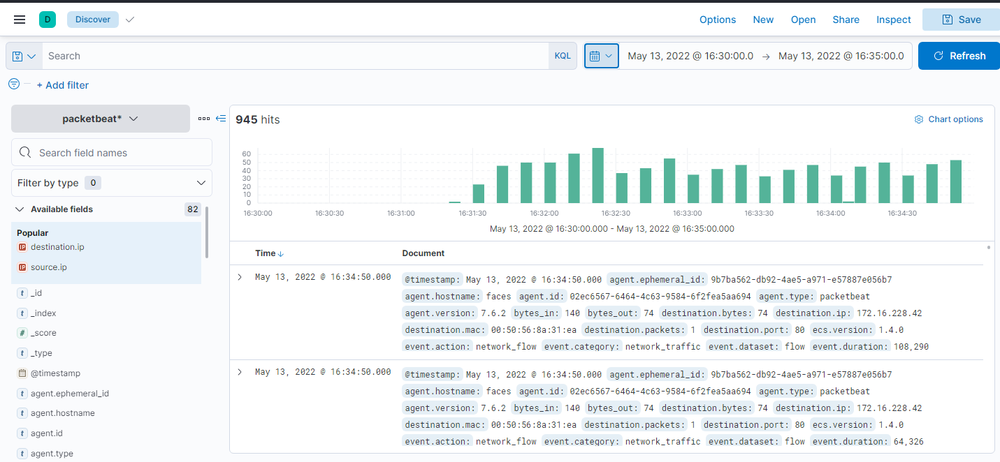 D Discover Options New Open Share Inspect Save
Search KQL May 13, 2022 @ 16:30:00.0 → May 13, 2022 @ 16:35:00.0 Refresh
+ Add filter
packetbeat*
945 hits Chart options
Search field names
Filter by type 0
Available fields 82
Popular
IP destination.ip
IP source.ip
t _id
t _index
# _score
t _type
@timestamp
t agent.ephemeral_id
t agent.hostname
t agent.id
t agent.type
60
50
40
30
20
10
0
16:30:00 16:30:30 16:31:00 16:31:30 16:32:00 16:32:30 16:33:00 16:33:30 16:34:00 16:34:30
May 13, 2022 @ 16:30:00.000 - May 13, 2022 @ 16:35:00.000
Time ↓ Document
May 13, 2022 @ 16:34:50.000 @timestamp: May 13, 2022 @ 16:34:50.000 agent.ephemeral_id: 9b7ba562-db92-4ae5-a971-e57887e056b7
agent.hostname: faces agent.id: 02ec6567-6464-4c63-9584-6f2fea5aa694 agent.type: packetbeat
agent.version: 7.6.2 bytes_in: 140 bytes_out: 74 destination.bytes: 74 destination.ip: 172.16.228.42
destination.mac: 00:50:56:8a:31:ea destination.packets: 1 destination.port: 80 ecs.version: 1.4.0
event.action: network_flow event.category: network_traffic event.dataset: flow event.duration: 108,290
May 13, 2022 @ 16:34:50.000 @timestamp: May 13, 2022 @ 16:34:50.000 agent.ephemeral_id: 9b7ba562-db92-4ae5-a971-e57887e056b7
agent.hostname: faces agent.id: 02ec6567-6464-4c63-9584-6f2fea5aa694 agent.type: packetbeat
agent.version: 7.6.2 bytes_in: 140 bytes_out: 74 destination.bytes: 74 destination.ip: 172.16.228.42
destination.mac: 00:50:56:8a:31:ea destination.packets: 1 destination.port: 80 ecs.version: 1.4.0
event.action: network_flow event.category: network_traffic event.dataset: flow event.duration: 64,326